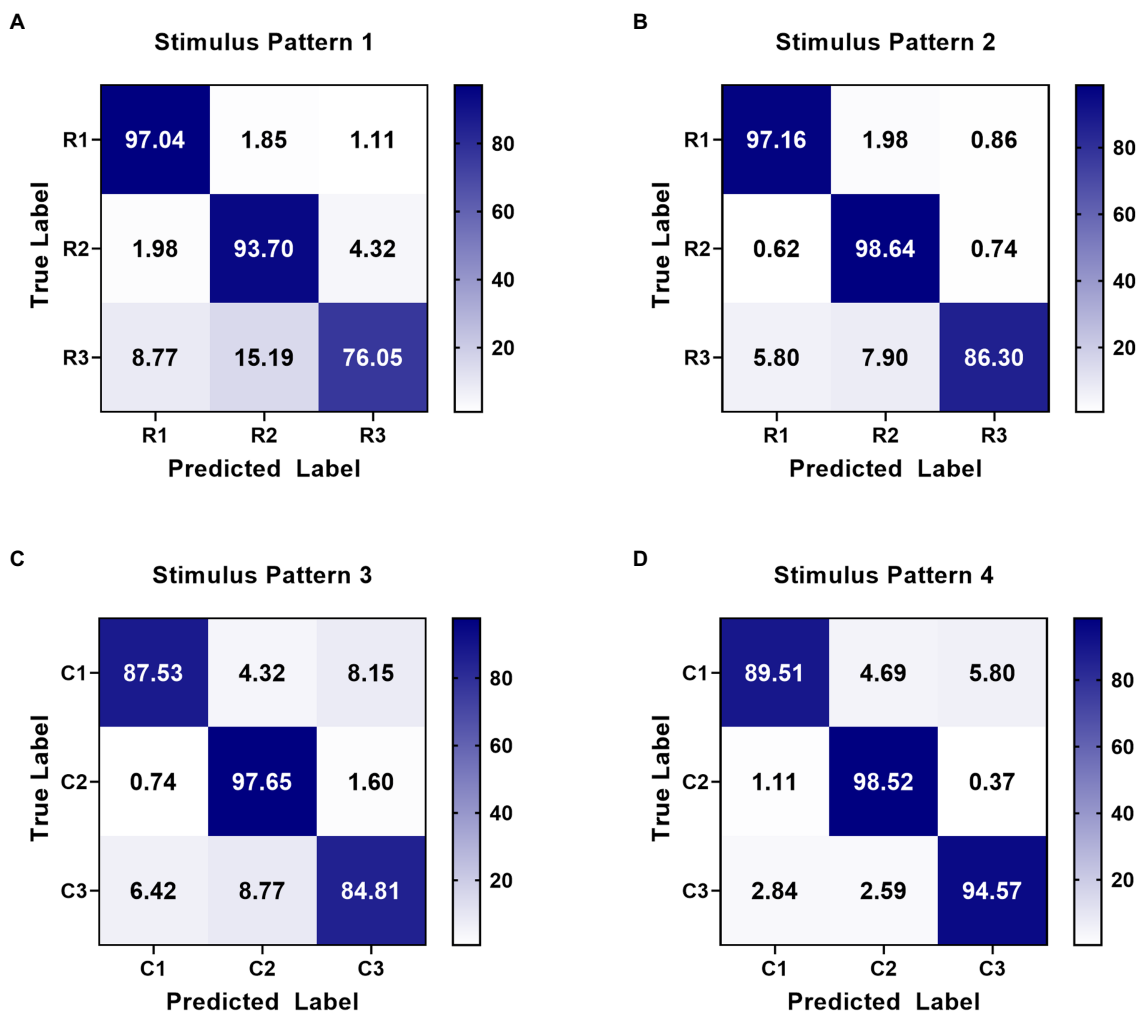 A
Stimulus Pattern 1
R1 97.04 1.85 1.11
R2 1.98 93.70 4.32
R3 8.77 15.19 76.05
R1 R2 R3
Predicted Label
True Label
80
60
40
20
B
Stimulus Pattern 2
R1 97.16 1.98 0.86
R2 0.62 98.64 0.74
R3 5.80 7.90 86.30
R1 R2 R3
Predicted Label
True Label
80
60
40
20
C
Stimulus Pattern 3
C1 87.53 4.32 8.15
C2 0.74 97.65 1.60
C3 6.42 8.77 84.81
C1 C2 C3
Predicted Label
True Label
80
60
40
20
D
Stimulus Pattern 4
C1 89.51 4.69 5.80
C2 1.11 98.52 0.37
C3 2.84 2.59 94.57
C1 C2 C3
Predicted Label
True Label
80
60
40
20